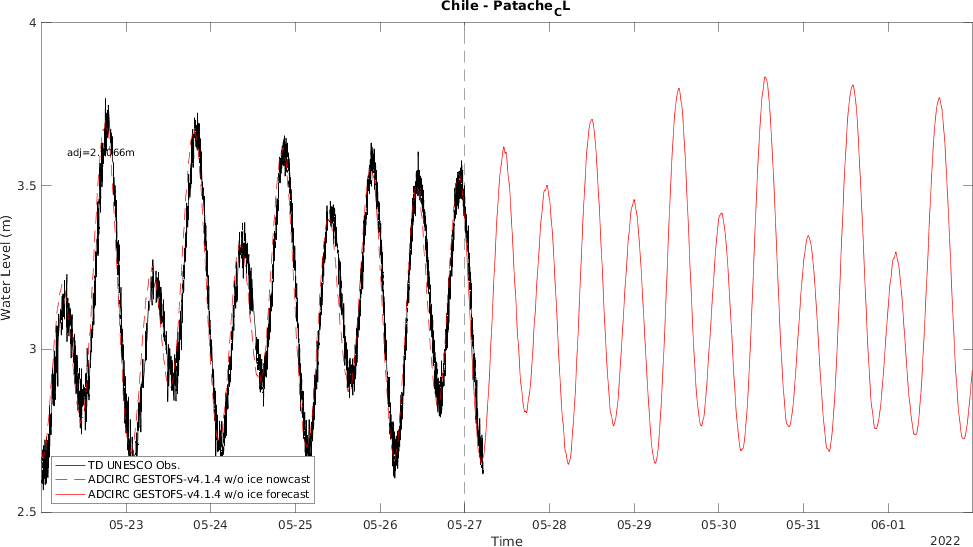 Chile - Patache_CL
4
adj=2.
066m
3.5
Water Level (m)
3
TD UNESCO Obs.
ADCIRC GESTOFS-v4.1.4 w/o ice nowcast
ADCIRC GESTOFS-v4.1.4 w/o ice forecast
2.5
05-23 05-24 05-25 05-26 05-27 05-28 05-29 05-30 05-31 06-01
Time
2022